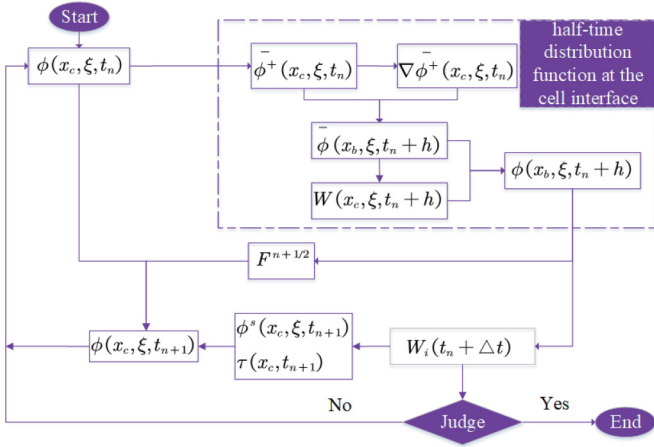 Start
half-time
distribution
function at the
cell interface
ϕ(x_c,ξ,t_n)
ϕ̄⁺(x_c,ξ,t_n)
∇ϕ̄⁺(x_c,ξ,t_n)
ϕ̄(x_b,ξ,t_n+h)
ϕ(x_b,ξ,t_n+h)
W(x_c,ξ,t_n+h)
F^{n+1/2}
ϕ^s(x_c,ξ,t_{n+1})
τ(x_c,t_{n+1})
ϕ(x_c,ξ,t_{n+1})
W_i(t_n+△t)
No
Judge
Yes
End